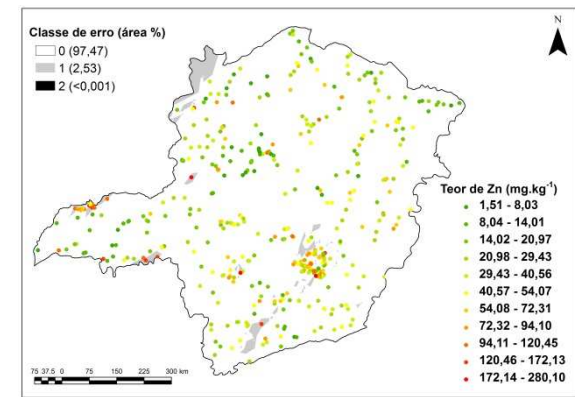 Classe de erro (área %)
0 (97,47)
1 (2,53)
2 (<0,001)
N
Teor de Zn (mg.kg⁻¹)
1,51 - 8,03
8,04 - 14,01
14,02 - 20,97
20,98 - 29,43
29,43 - 40,56
40,57 - 54,07
54,08 - 72,31
72,32 - 94,10
94,11 - 120,45
120,46 - 172,13
172,14 - 280,10
75 37,5 0 75 150 225 300 km